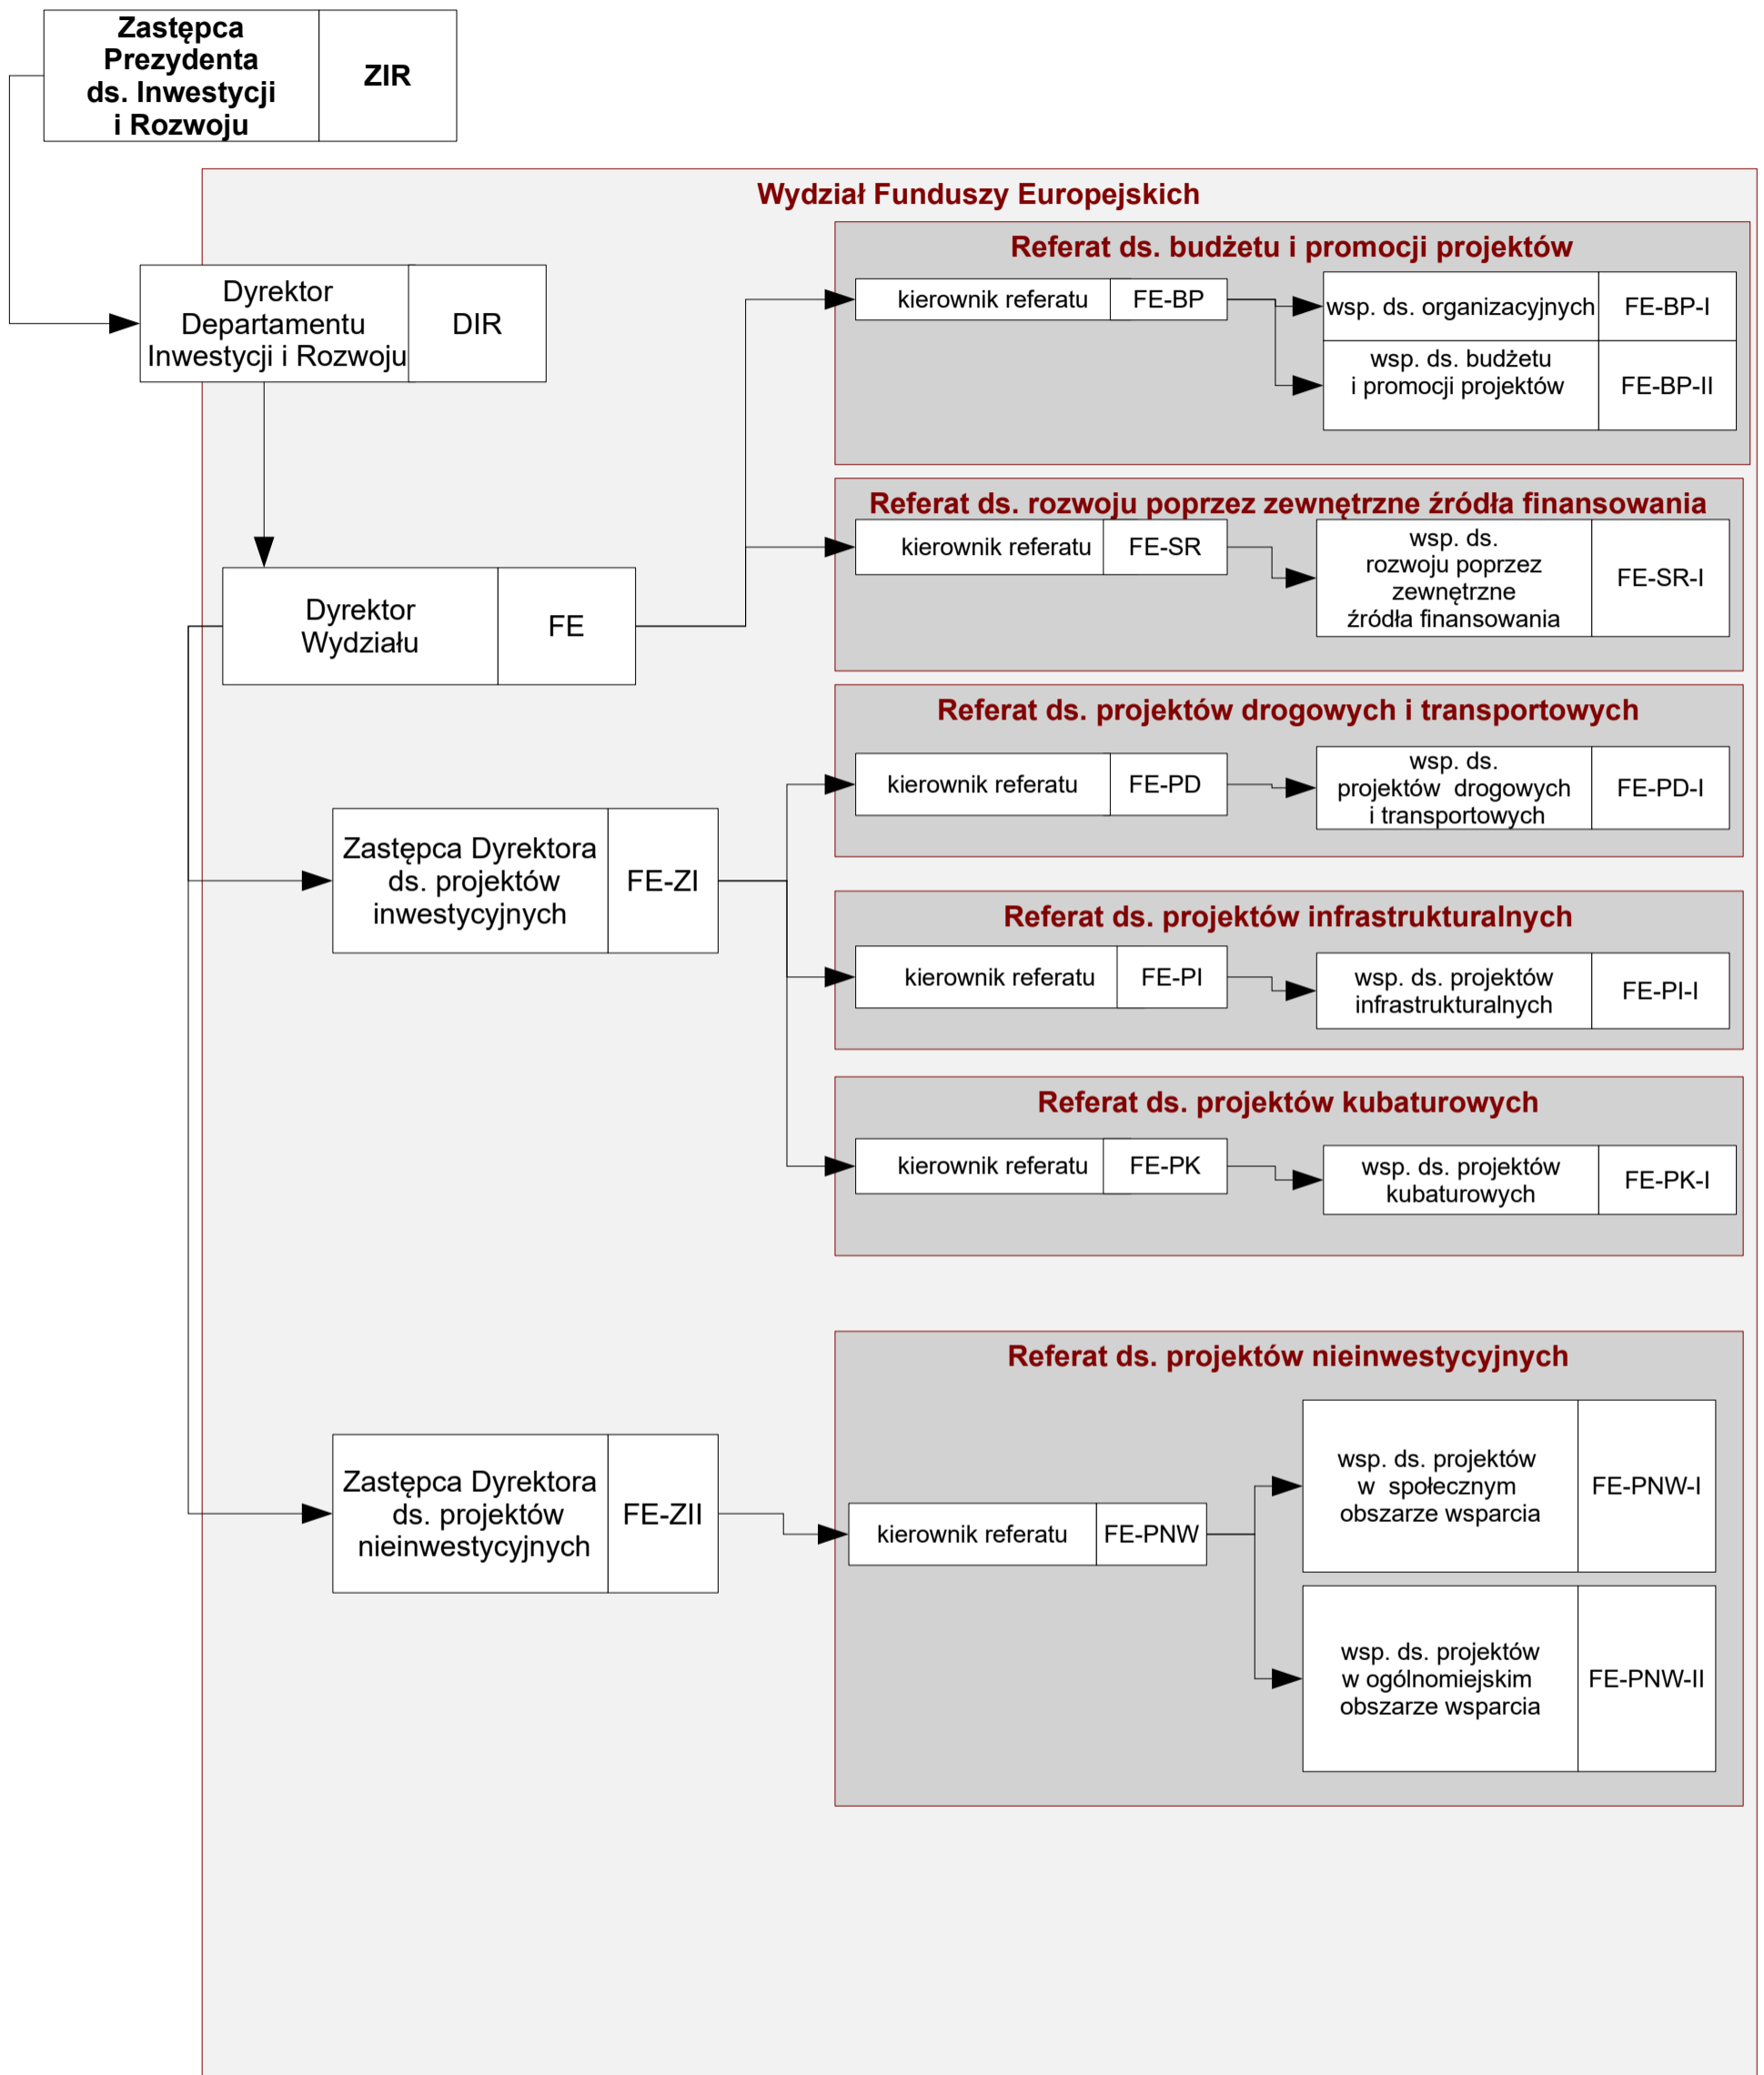 Zastępca
Prezydenta
ds. Inwestycji
i Rozwoju
ZIR
Wydział Funduszy Europejskich
Dyrektor
Departamentu
Inwestycji i Rozwoju
DIR
Referat ds. budżetu i promocji projektów
kierownik referatu
FE-BP
wsp. ds. organizacyjnych
FE-BP-I
wsp. ds. budżetu
i promocji projektów
FE-BP-II
Referat ds. rozwoju poprzez zewnętrzne źródła finansowania
kierownik referatu
FE-SR
wsp. ds.
rozwoju poprzez
zewnętrzne
źródła finansowania
FE-SR-I
Dyrektor
Wydziału
FE
Referat ds. projektów drogowych i transportowych
kierownik referatu
FE-PD
wsp. ds.
projektów  drogowych
i transportowych
FE-PD-I
Zastępca Dyrektora
ds. projektów
inwestycyjnych
FE-ZI
Referat ds. projektów infrastrukturalnych
kierownik referatu
FE-PI
wsp. ds. projektów
infrastrukturalnych
FE-PI-I
Referat ds. projektów kubaturowych
kierownik referatu
FE-PK
wsp. ds. projektów
kubaturowych
FE-PK-I
Zastępca Dyrektora
ds. projektów
nieinwestycyjnych
FE-ZII
Referat ds. projektów nieinwestycyjnych
kierownik referatu
FE-PNW
wsp. ds. projektów
w  społecznym
obszarze wsparcia
FE-PNW-I
wsp. ds. projektów
w ogólnomiejskim
obszarze wsparcia
FE-PNW-II